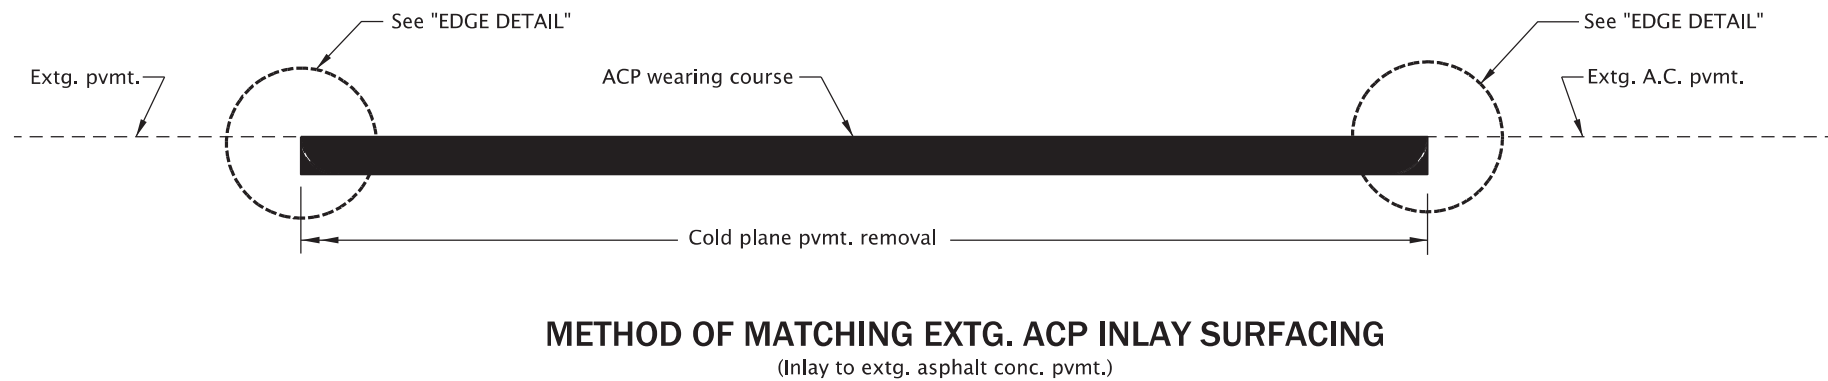 See "EDGE DETAIL"
See "EDGE DETAIL"
Extg. pvmt.
ACP wearing course
Extg. A.C. pvmt.
Cold plane pvmt. removal
METHOD OF MATCHING EXTG. ACP INLAY SURFACING
(Inlay to extg. asphalt conc. pvmt.)